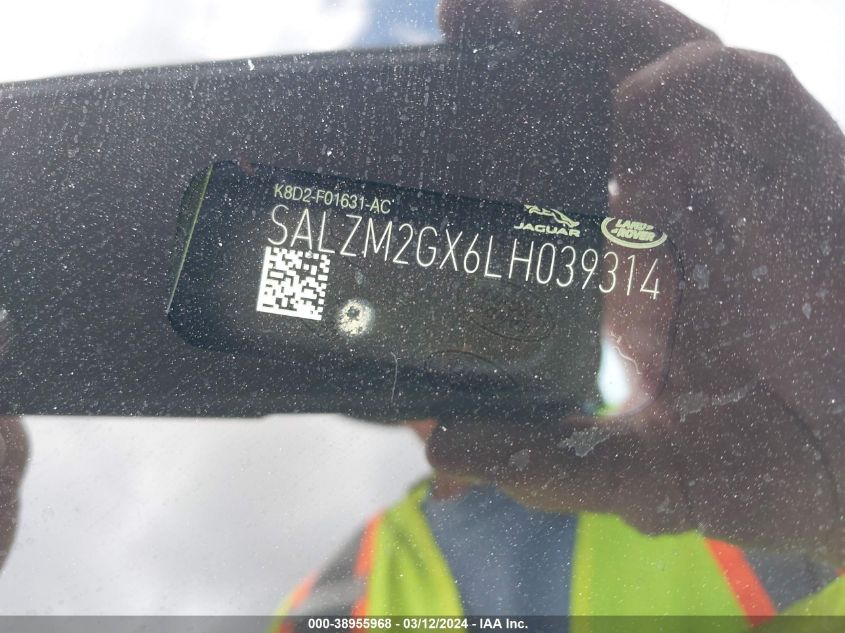 K8D2-F01631-AC
JAGUAR
LAND ROVER
SALZM2GX6LH039314
000-38955968 - 03/12/2024 - IAA Inc.